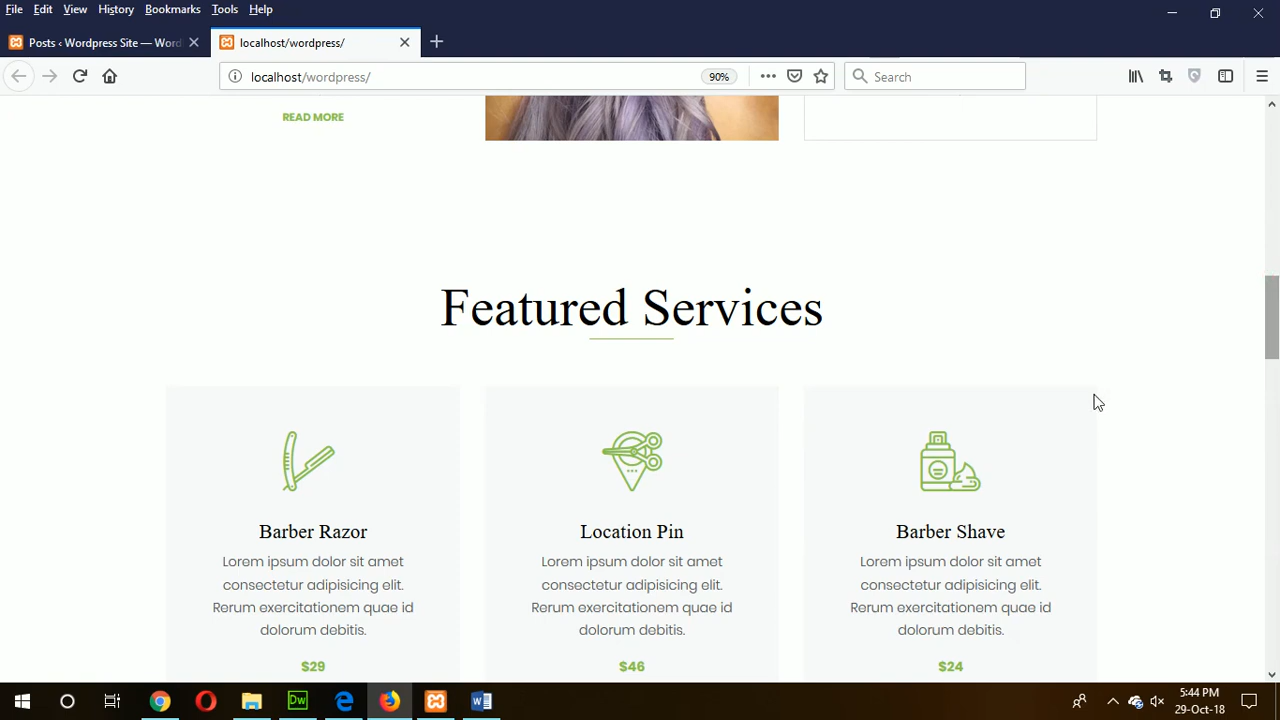 File Edit View History Bookmarks Tools Help
Posts ‹ Wordpress Site — Word
localhost/wordpress/
localhost/wordpress/
90%
Search
READ MORE
Featured Services
Barber Razor
Lorem ipsum dolor sit amet
consectetur adipisicing elit.
Rerum exercitationem quae id
dolorum debitis.
$29
Location Pin
Lorem ipsum dolor sit amet
consectetur adipisicing elit.
Rerum exercitationem quae id
dolorum debitis.
$46
Barber Shave
Lorem ipsum dolor sit amet
consectetur adipisicing elit.
Rerum exercitationem quae id
dolorum debitis.
$24
Dw
5:44 PM
29-Oct-18